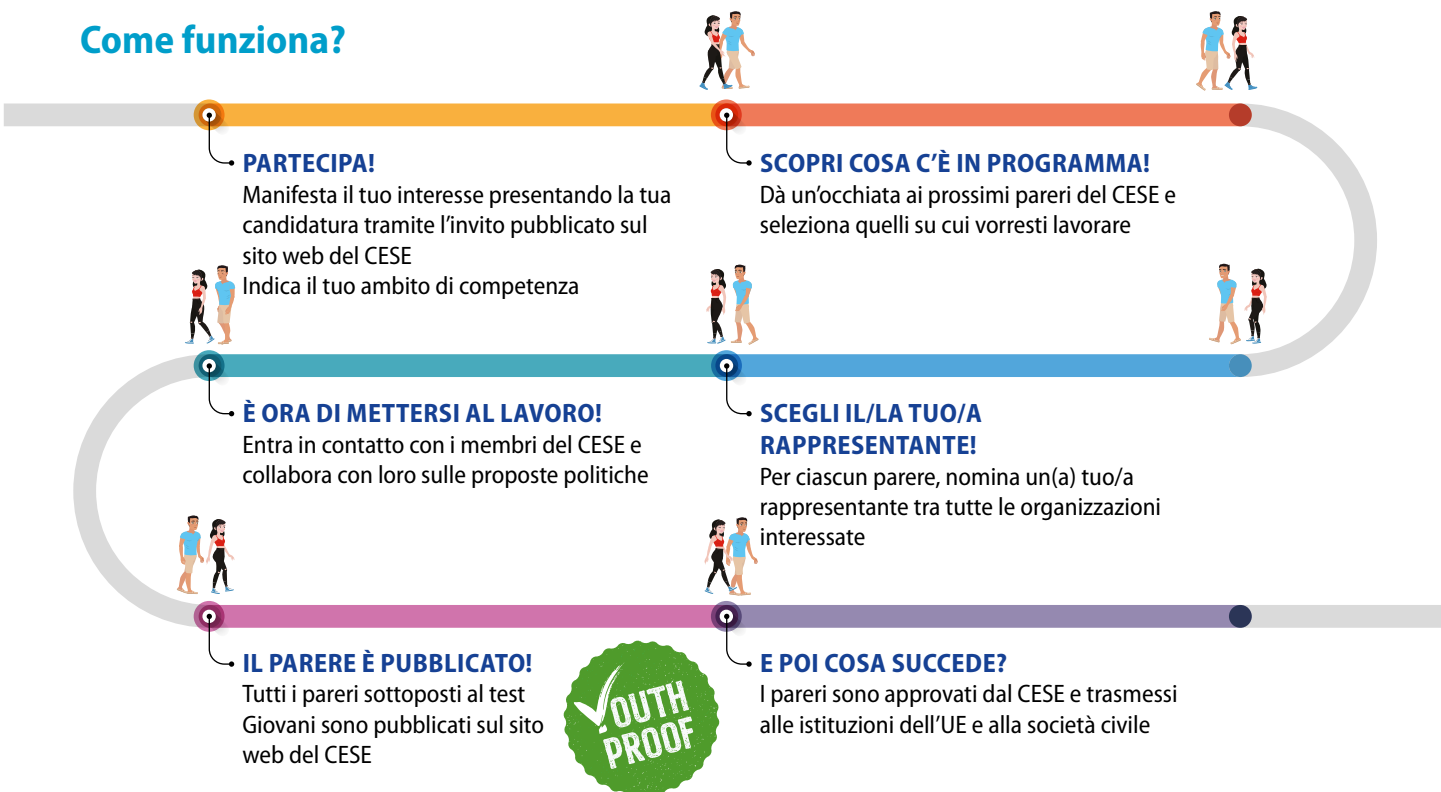 Come funziona?
PARTECIPA!
Manifesta il tuo interesse presentando la tua
candidatura tramite l'invito pubblicato sul
sito web del CESE
Indica il tuo ambito di competenza
SCOPRI COSA C'È IN PROGRAMMA!
Dà un'occhiata ai prossimi pareri del CESE e
seleziona quelli su cui vorresti lavorare
SCEGLI IL/LA TUO/A
RAPPRESENTANTE!
Per ciascun parere, nomina un(a) tuo/a
rappresentante tra tutte le organizzazioni
interessate
È ORA DI METTERSI AL LAVORO!
Entra in contatto con i membri del CESE e
collabora con loro sulle proposte politiche
IL PARERE È PUBBLICATO!
Tutti i pareri sottoposti al test
Giovani sono pubblicati sul sito
web del CESE
YOUTH
PROOF
E POI COSA SUCCEDE?
I pareri sono approvati dal CESE e trasmessi
alle istituzioni dell'UE e alla società civile